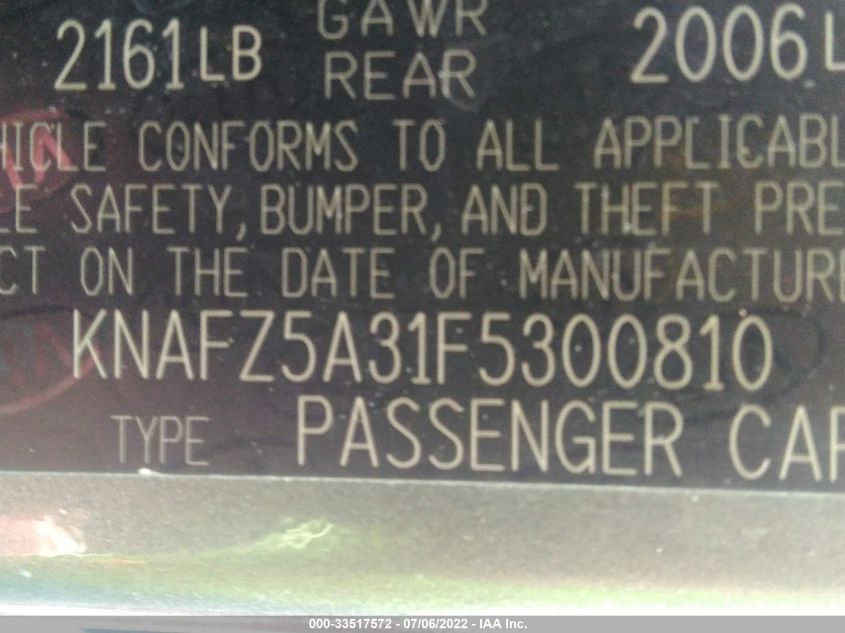 2161LB GAWR REAR 2006L
HICLE CONFORMS TO ALL APPLICABL
LE SAFETY, BUMPER, AND THEFT PRE
CT ON THE DATE OF MANUFACTURE
KNAFZ5A31F5300810
TYPE PASSENGER CAR
000-33517572 - 07/06/2022 - IAA Inc.